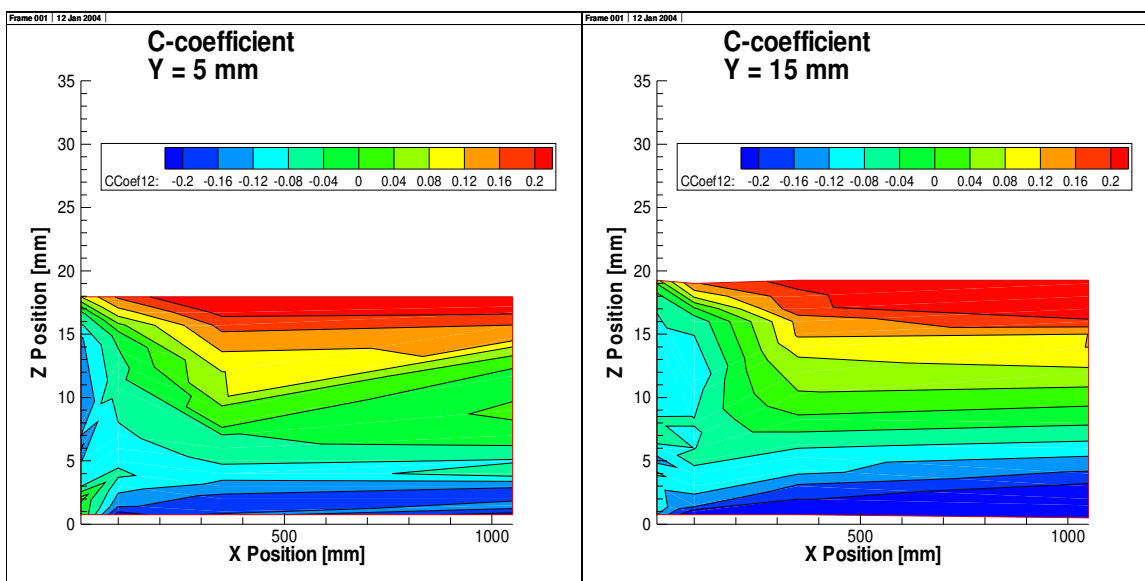 Frame 001 | 12 Jan 2004
C-coefficient
Y = 5 mm
35
30
25
20
15
10
5
0
Z Position [mm]
CCoef12: -0.2 -0.16 -0.12 -0.08 -0.04 0 0.04 0.08 0.12 0.16 0.2
500 1000
X Position [mm]
Frame 001 | 12 Jan 2004
C-coefficient
Y = 15 mm
35
30
25
20
15
10
5
0
Z Position [mm]
CCoef12: -0.2 -0.16 -0.12 -0.08 -0.04 0 0.04 0.08 0.12 0.16 0.2
500 1000
X Position [mm]